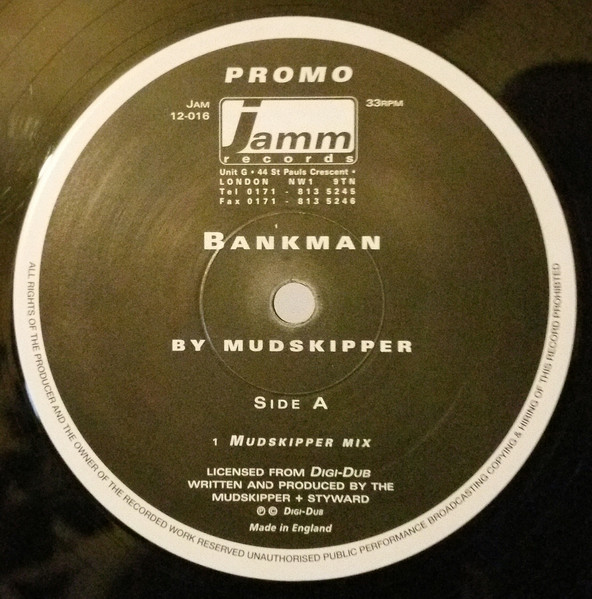 PROMO
JAM
12-016
33RPM
jamm
records
Unit G • 44 St Pauls Crescent •
LONDON NW1 9TN
Tel 0171 - 813 5245
Fax 0171 - 813 5246
BANKMAN
BY MUDSKIPPER
SIDE A
1 MUDSKIPPER MIX
LICENSED FROM DIGI-DUB
WRITTEN AND PRODUCED BY THE
MUDSKIPPER + STYWARD
℗ © DIGI-DUB
Made in England
ALL RIGHTS OF THE PRODUCER AND THE OWNER OF THE RECORDED WORK RESERVED UNAUTHORISED PUBLIC PERFORMANCE BROADCASTING COPYING & HIRING OF THIS RECORD PROHIBTED